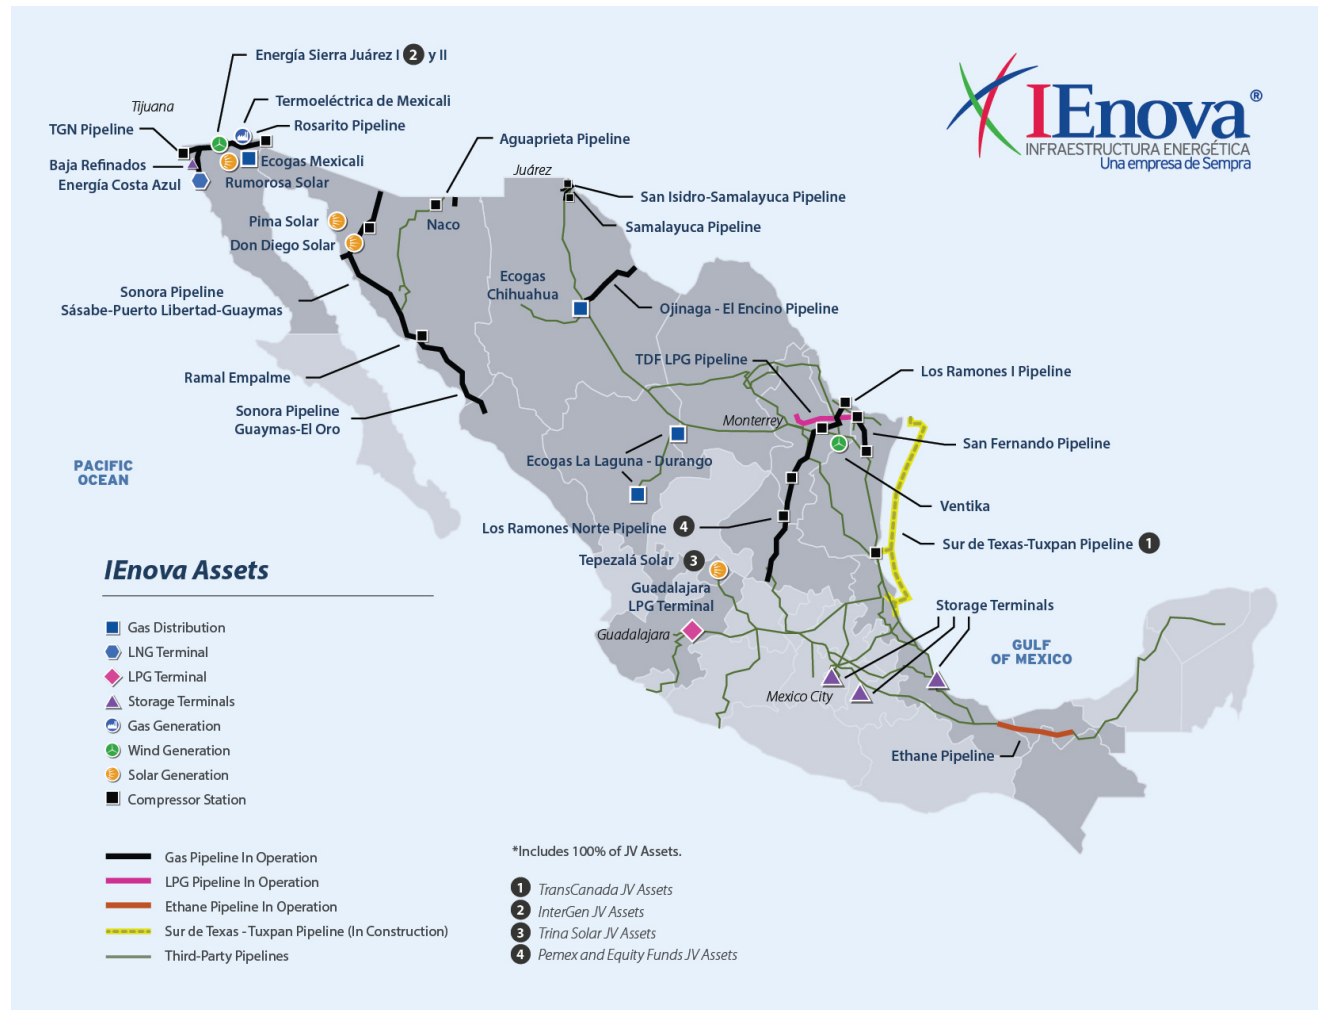 Energía Sierra Juárez I 2 y II
IEnova®
INFRAESTRUCTURA ENERGÉTICA
Una empresa de Sempra
Tijuana
Termoeléctrica de Mexicali
TGN Pipeline
Rosarito Pipeline
Aguaprieta Pipeline
Baja Refinados
Ecogas Mexicali
Juárez
Energía Costa Azul
Rumorosa Solar
San Isidro-Samalayuca Pipeline
Pima Solar
Naco
Samalayuca Pipeline
Don Diego Solar
Ecogas
Chihuahua
Sonora Pipeline
Sásabe-Puerto Libertad-Guaymas
Ojinaga - El Encino Pipeline
TDF LPG Pipeline
Los Ramones I Pipeline
Ramal Empalme
Sonora Pipeline
Guaymas-El Oro
Monterrey
San Fernando Pipeline
PACIFIC
OCEAN
Ecogas La Laguna - Durango
Ventika
Los Ramones Norte Pipeline 4
Sur de Texas-Tuxpan Pipeline 1
Tepezalá Solar 3
Guadalajara
LPG Terminal
Storage Terminals
Guadalajara
GULF
OF MEXICO
Mexico City
Ethane Pipeline
IEnova Assets
Gas Distribution
LNG Terminal
LPG Terminal
Storage Terminals
Gas Generation
Wind Generation
Solar Generation
Compressor Station
Gas Pipeline In Operation
LPG Pipeline In Operation
Ethane Pipeline In Operation
Sur de Texas - Tuxpan Pipeline (In Construction)
Third-Party Pipelines
*Includes 100% of JV Assets.
1 TransCanada JV Assets
2 InterGen JV Assets
3 Trina Solar JV Assets
4 Pemex and Equity Funds JV Assets